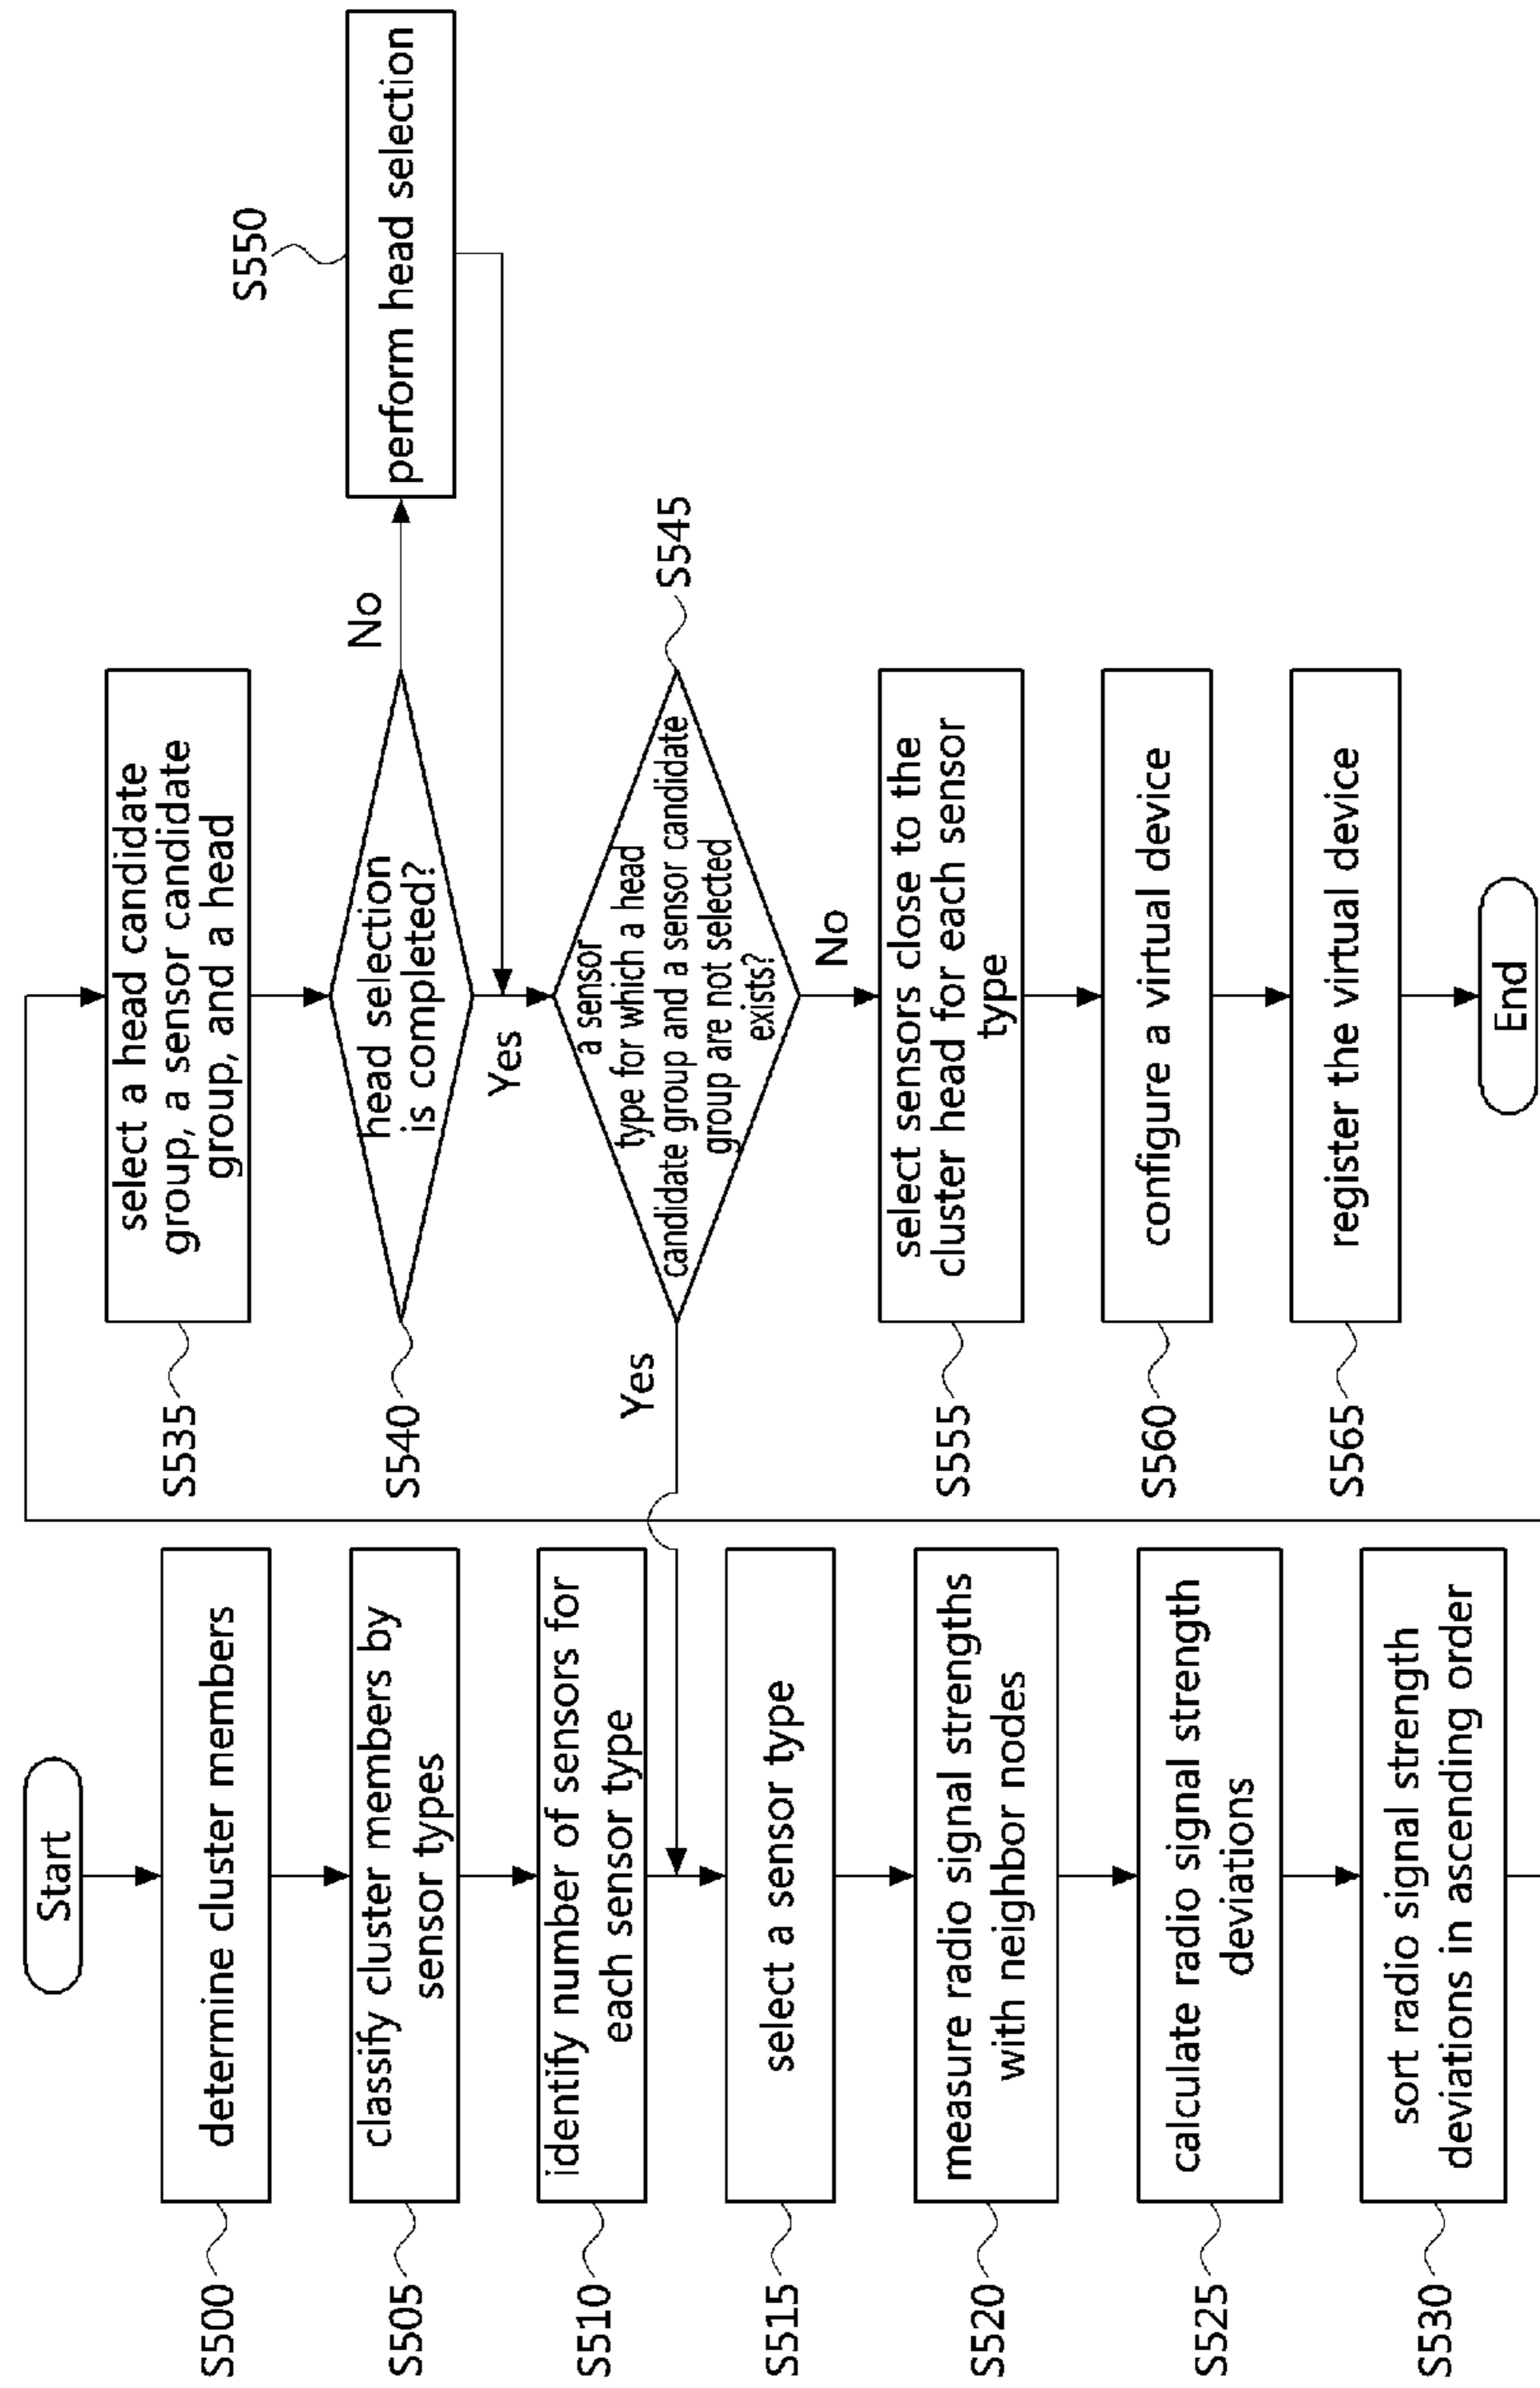 Start
S500
determine cluster members
S505
classify cluster members by
sensor types
S510
identify number of sensors for
each sensor type
S515
select a sensor type
S520
measure radio signal strengths
with neighbor nodes
S525
calculate radio signal strength
deviations
S530
sort radio signal strength
deviations in ascending order
S535
select a head candidate
group, a sensor candidate
group, and a head
S540
head selection
is completed?
No
S550
perform head selection
Yes
S545
a sensor
type for which a head
candidate group and a sensor candidate
group are not selected
exists?
Yes
No
S555
select sensors close to the
cluster head for each sensor
type
S560
configure a virtual device
S565
register the virtual device
End